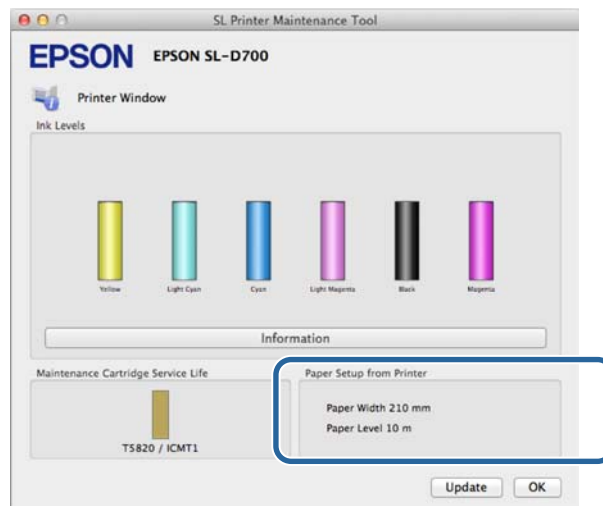 SL Printer Maintenance Tool
EPSON EPSON SL-D700
Printer Window
Ink Levels
Yellow Light Cyan Cyan Light Magenta Black Magenta
Information
Maintenance Cartridge Service Life Paper Setup from Printer
Paper Width 210 mm
Paper Level 10 m
T5820 / ICMT1
Update OK